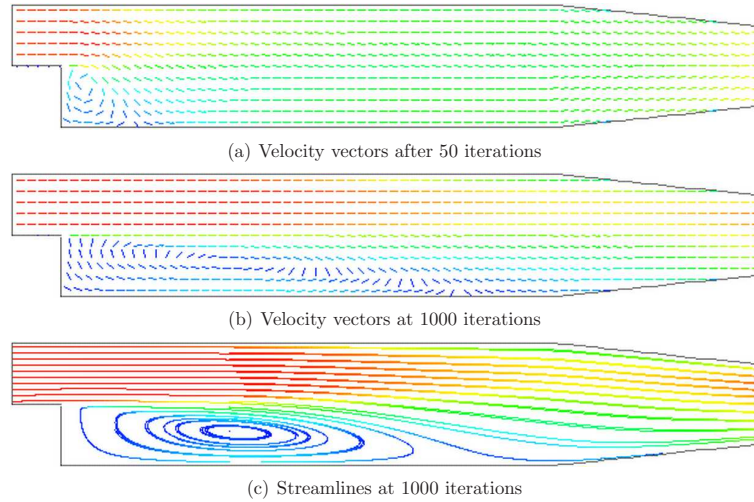 (a) Velocity vectors after 50 iterations
(b) Velocity vectors at 1000 iterations
(c) Streamlines at 1000 iterations